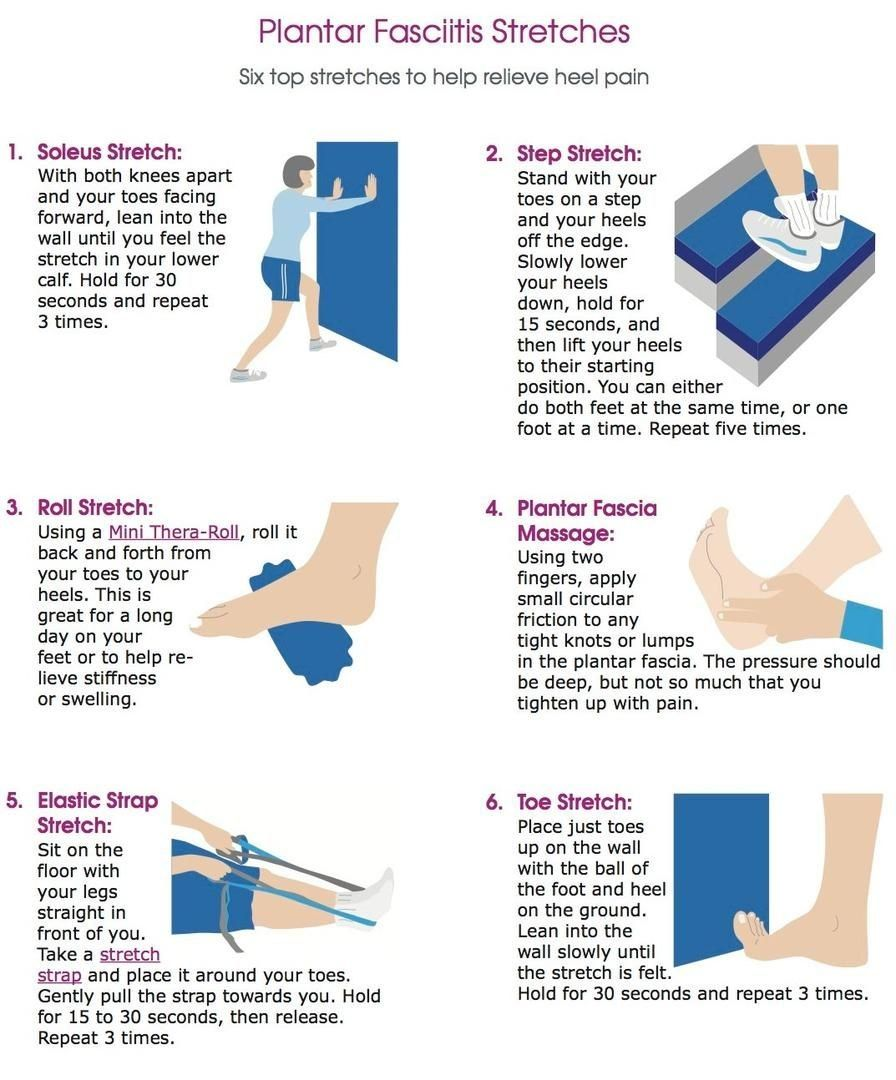 Plantar Fasciitis Stretches
Six top stretches to help relieve heel pain
1. Soleus Stretch:
With both knees apart
and your toes facing
forward, lean into the
wall until you feel the
stretch in your lower
calf. Hold for 30
seconds and repeat
3 times.
2. Step Stretch:
Stand with your
toes on a step
and your heels
off the edge.
Slowly lower
your heels
down, hold for
15 seconds, and
then lift your heels
to their starting
position. You can either
do both feet at the same time, or one
foot at a time. Repeat five times.
3. Roll Stretch:
Using a Mini Thera-Roll, roll it
back and forth from
your toes to your
heels. This is
great for a long
day on your
feet or to help re-
lieve stiffness
or swelling.
4. Plantar Fascia
Massage:
Using two
fingers, apply
small circular
friction to any
tight knots or lumps
in the plantar fascia. The pressure should
be deep, but not so much that you
tighten up with pain.
5. Elastic Strap
Stretch:
Sit on the
floor with
your legs
straight in
front of you.
Take a stretch
strap and place it around your toes.
Gently pull the strap towards you. Hold
for 15 to 30 seconds, then release.
Repeat 3 times.
6. Toe Stretch:
Place just toes
up on the wall
with the ball of
the foot and heel
on the ground.
Lean into the
wall slowly until
the stretch is felt.
Hold for 30 seconds and repeat 3 times.